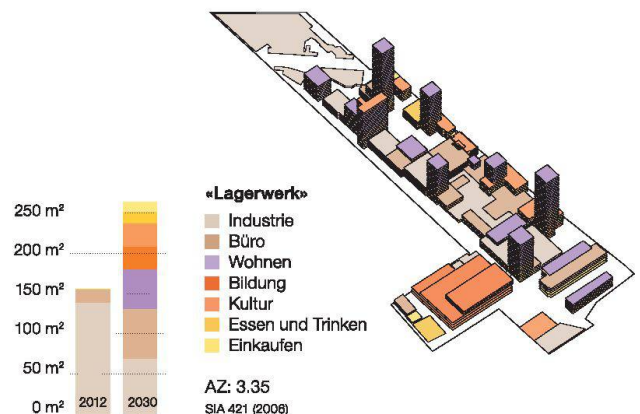 250 m²
200 m²
150 m²
100 m²
50 m²
0 m²
2012
2030
«Lagerwerk»
Industrie
Büro
Wohnen
Bildung
Kultur
Essen und Trinken
Einkaufen
AZ: 3.35
SIA 421 (2006)